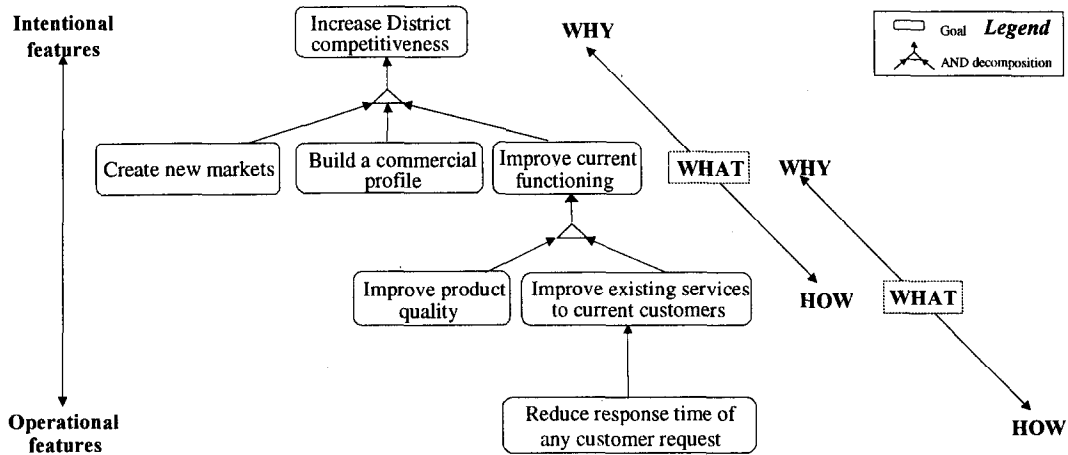 Intentional
features
Increase District
competitiveness
WHY
Goal Legend
AND decomposition
Create new markets
Build a commercial
profile
Improve current
functioning
WHAT
WHY
Improve product
quality
Improve existing services
to current customers
HOW
WHAT
Operational
features
Reduce response time of
any customer request
HOW